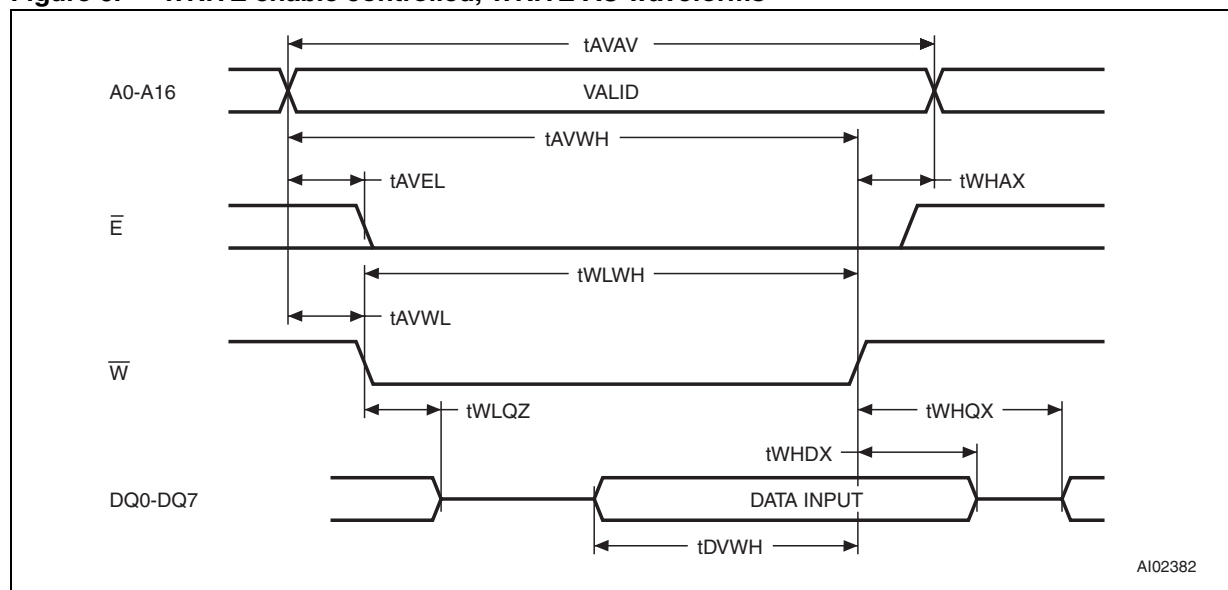 Figure 8. WRITE enable controlled, WRITE AC waveforms
tAVAV
A0-A16
VALID
tAVWH
tAVEL
tWHAX
E̅
tWLWH
tAVWL
W̅
tWLQZ
tWHQX
tWHDX
DQ0-DQ7
DATA INPUT
tDVWH
AI02382